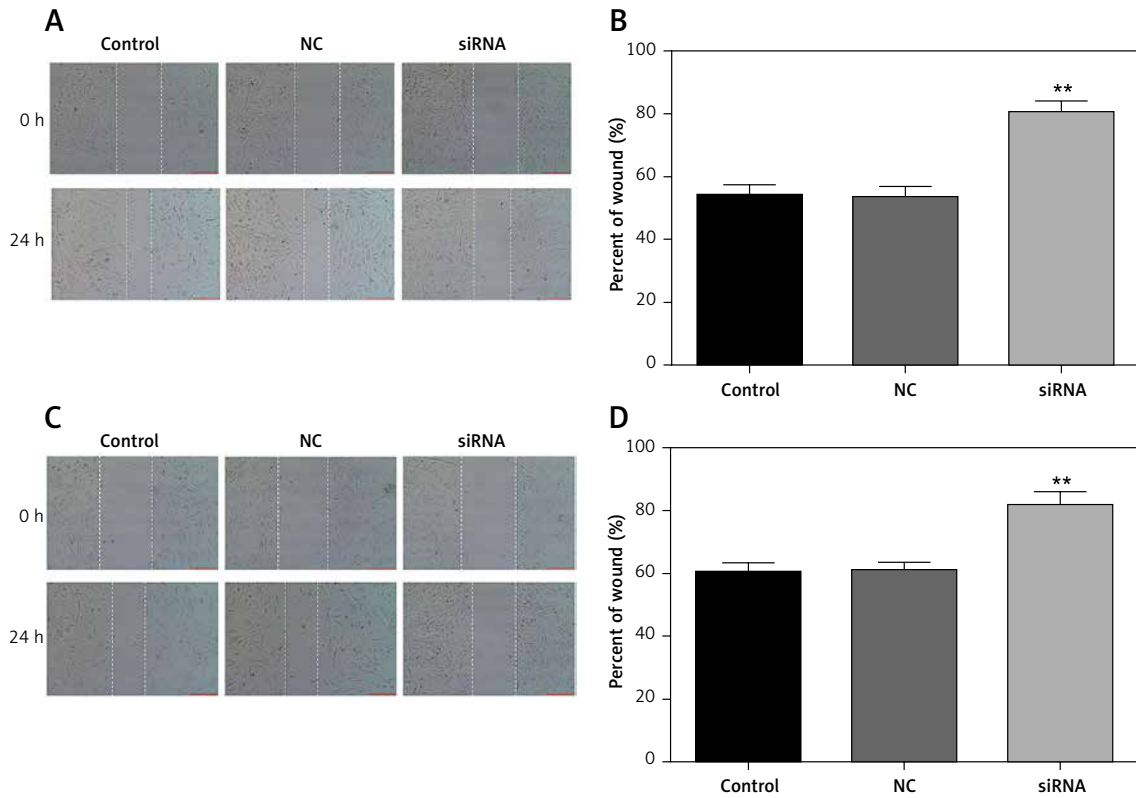 A
Control NC siRNA
0 h
24 h
B
Percent of wound (%)
100
80
60
40
20
0
**
Control NC siRNA
C
Control NC siRNA
0 h
24 h
D
Percent of wound (%)
100
80
60
40
20
0
**
Control NC siRNA